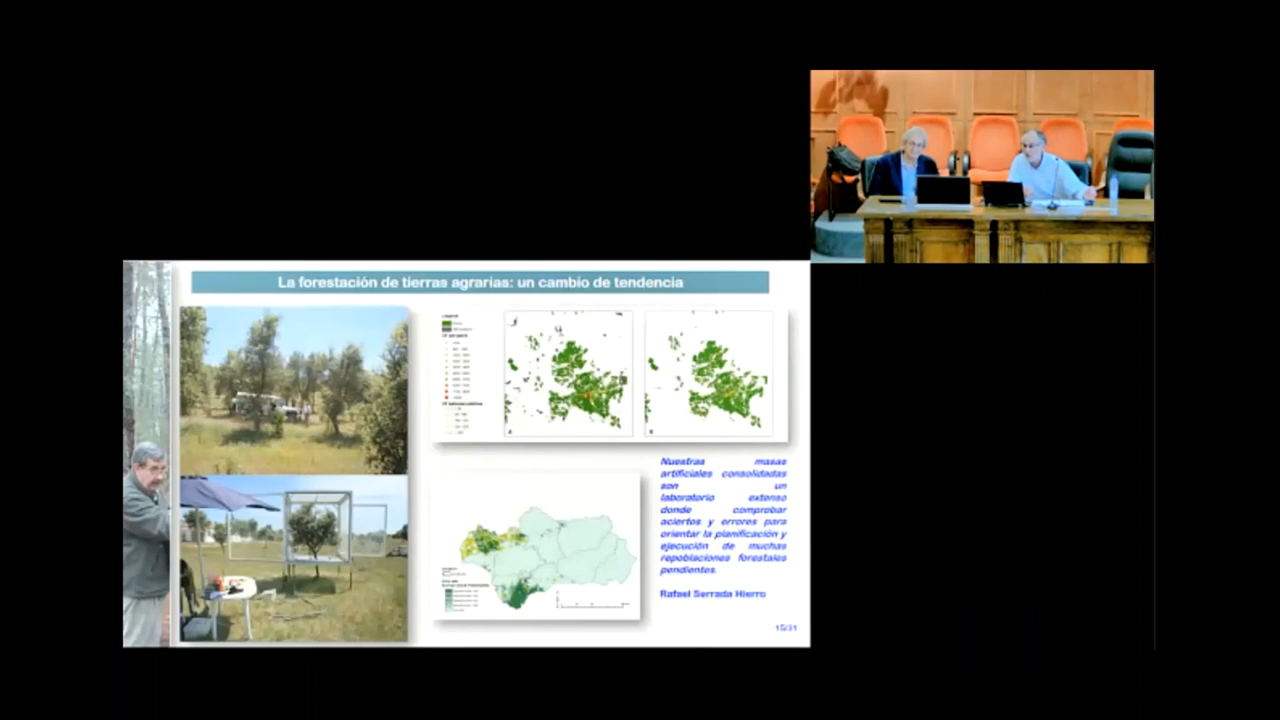 La forestación de tierras agrarias: un cambio de tendencia
Nuestras masas
artificiales consolidadas
son un
laboratorio extenso
donde comprobar
aciertos y errores para
orientar la planificación y
ejecución de muchas
repoblaciones forestales
pendientes.
Rafael Serrada Hierro
15/31